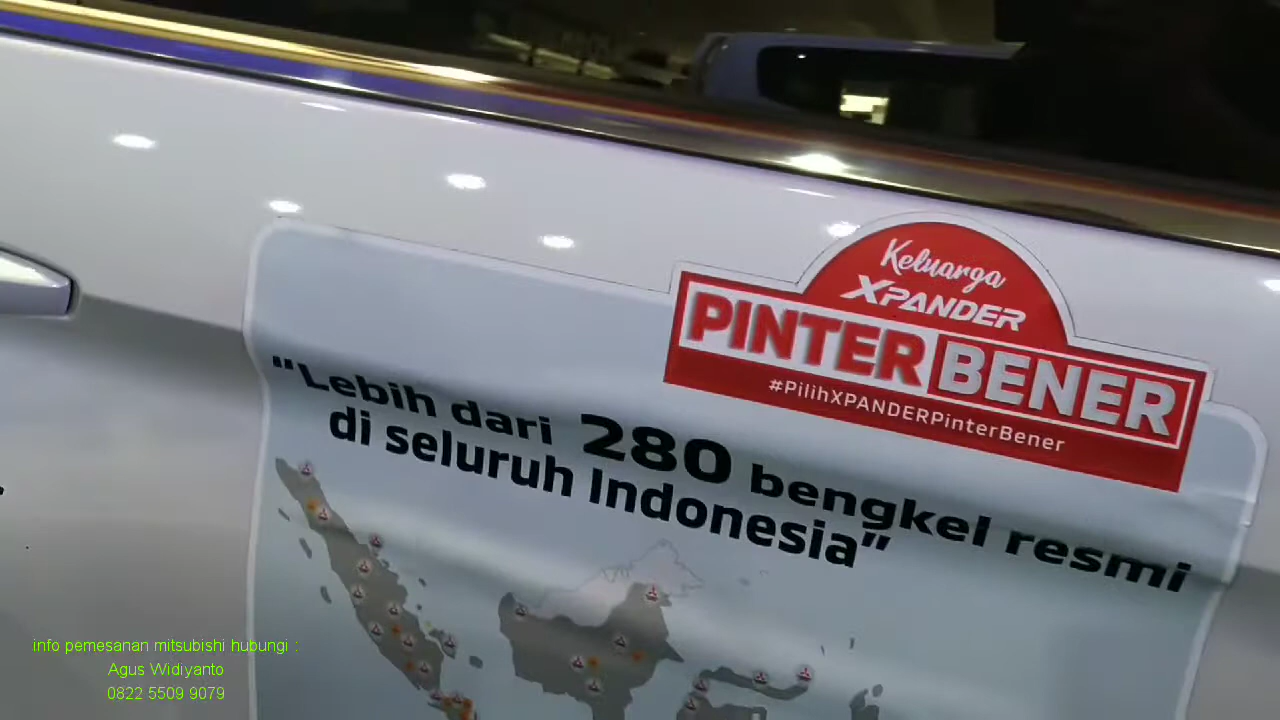 Keluarga
XPANDER
PINTER BENER
#PilihXPANDERPinterBener
"Lebih dari 280 bengkel resmi
di seluruh Indonesia"
info pemesanan mitsubishi hubungi :
Agus Widiyanto
0822 5509 9079